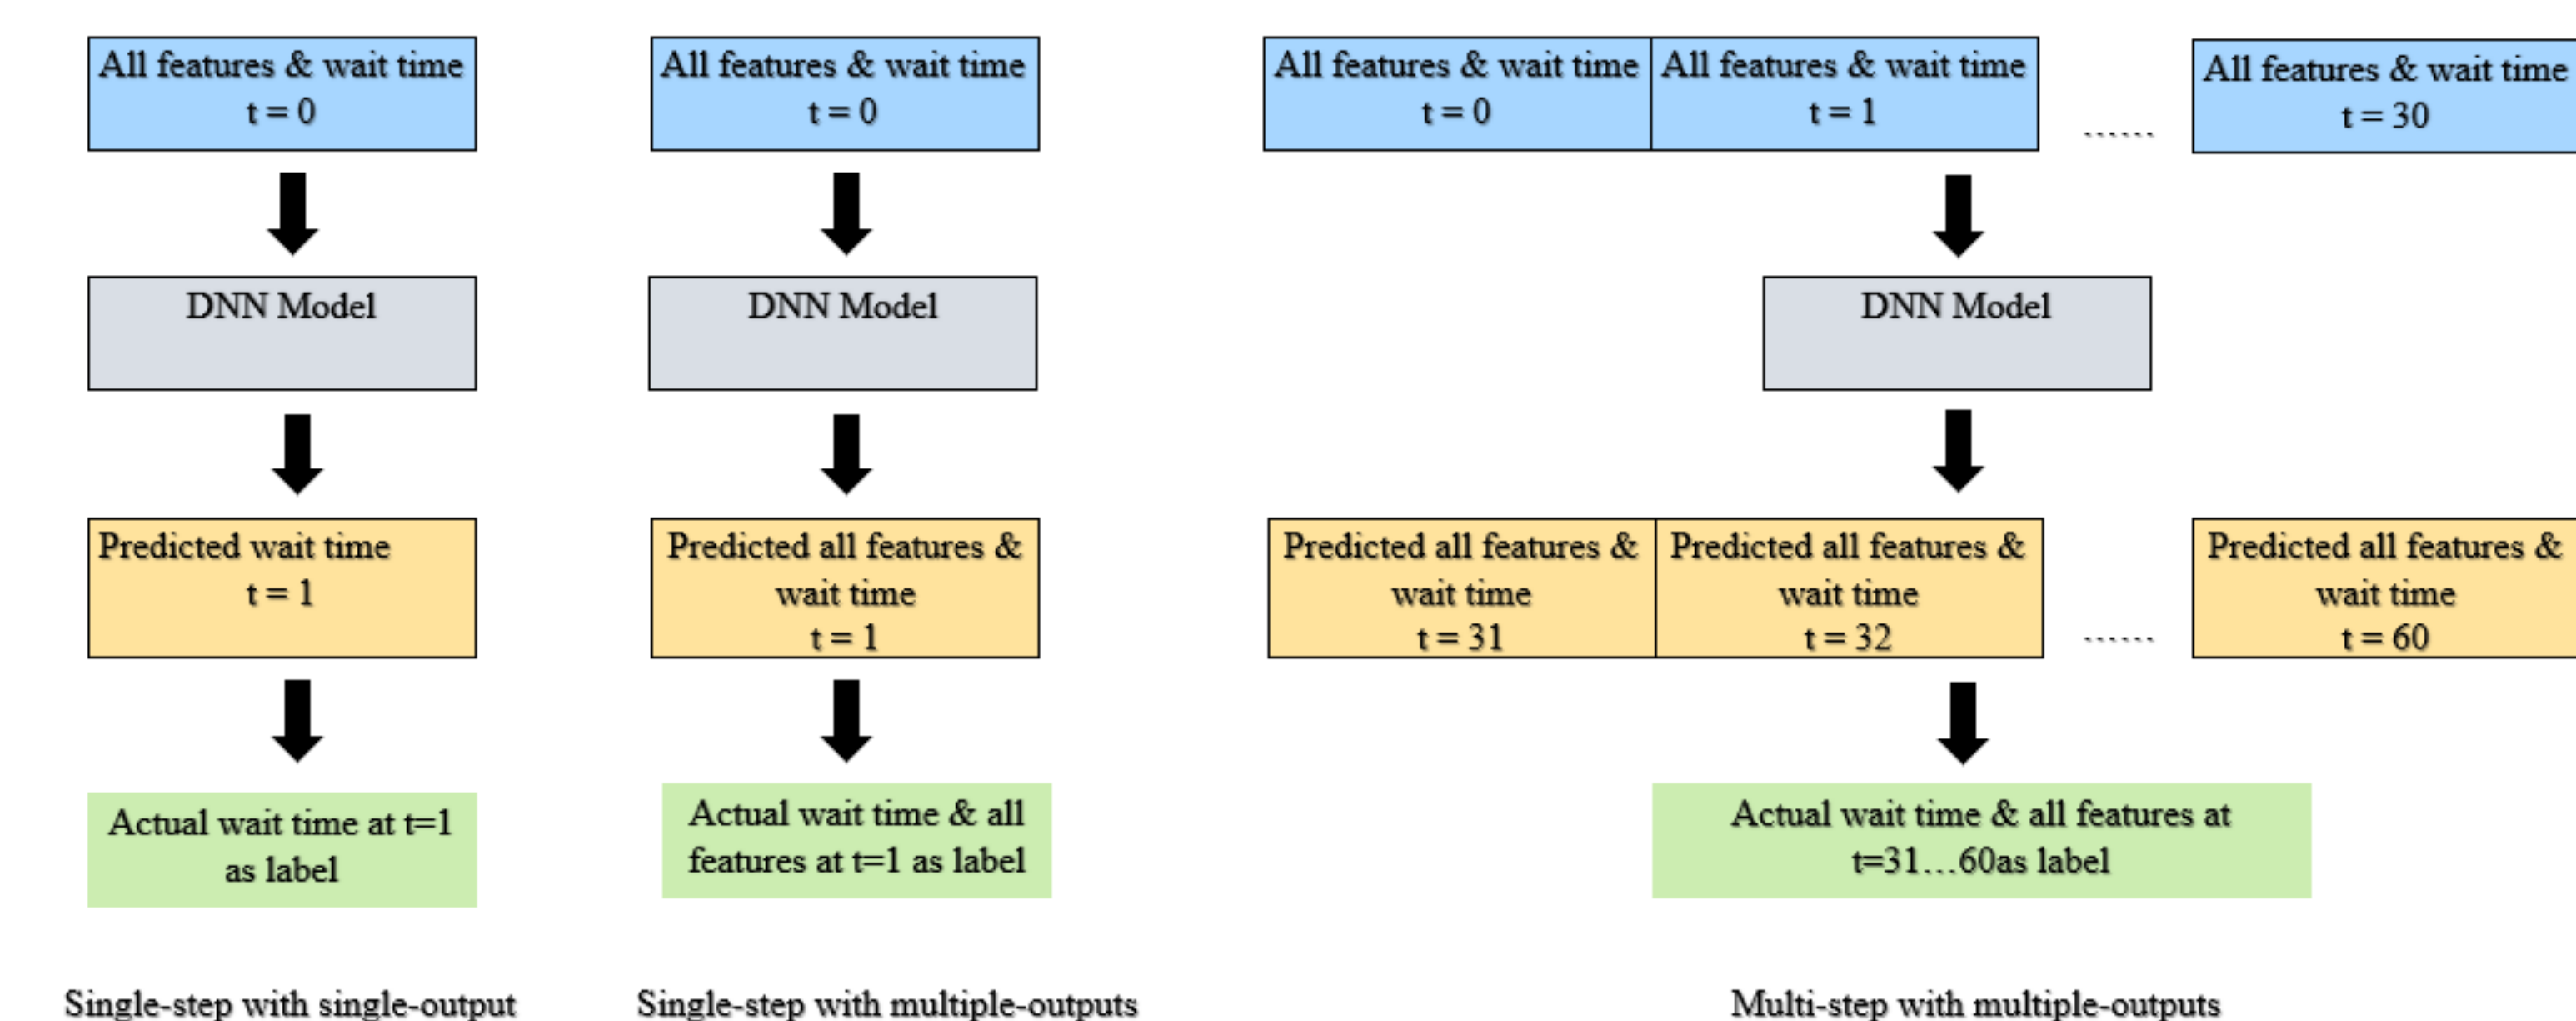 All features & wait time
t = 0
DNN Model
Predicted wait time
t = 1
Actual wait time at t=1
as label
Single-step with single-output
All features & wait time
t = 0
DNN Model
Predicted all features &
wait time
t = 1
Actual wait time & all
features at t=1 as label
Single-step with multiple-outputs
All features & wait time
t = 0
All features & wait time
t = 1
......
All features & wait time
t = 30
DNN Model
Predicted all features &
wait time
t = 31
Predicted all features &
wait time
t = 32
......
Predicted all features &
wait time
t = 60
Actual wait time & all features at
t=31...60as label
Multi-step with multiple-outputs